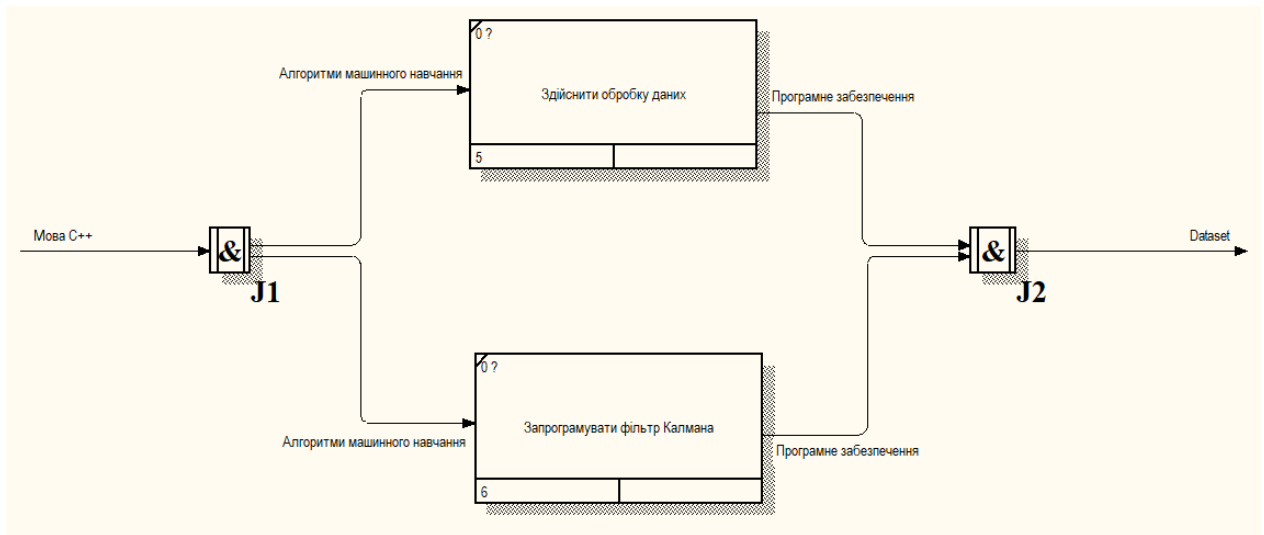 0 ?
Алгоритми машинного навчання
Здійснити обробку даних
Програмне забезпечення
5
Мова C++
&
J1
&
J2
Dataset
0 ?
Запрограмувати фільтр Калмана
Алгоритми машинного навчання
Програмне забезпечення
6